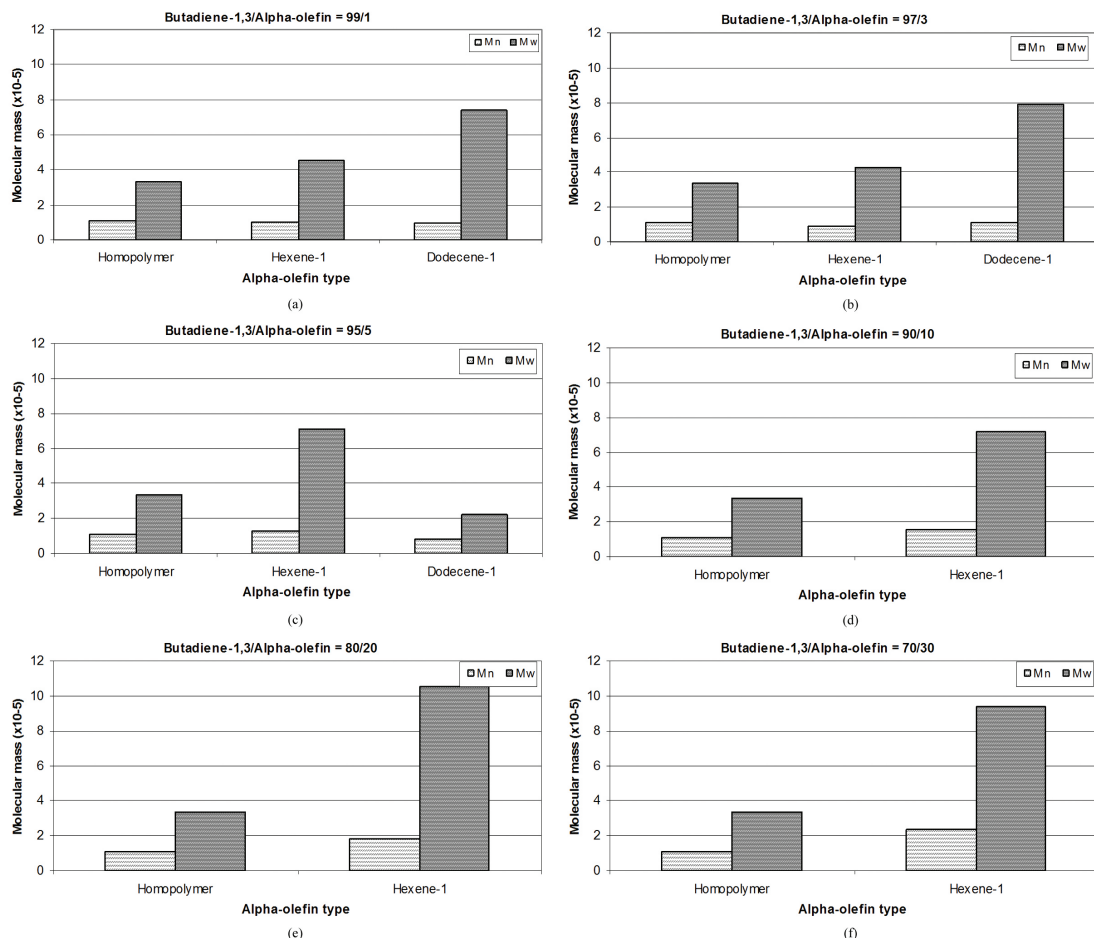 Butadiene-1,3/Alpha-olefin = 99/1
Mn Mw
Molecular mass (x10-5)
12
10
8
6
4
2
0
Homopolymer Hexene-1 Dodecene-1
Alpha-olefin type
(a)
Butadiene-1,3/Alpha-olefin = 97/3
Mn Mw
Molecular mass (x10-5)
12
10
8
6
4
2
0
Homopolymer Hexene-1 Dodecene-1
Alpha-olefin type
(b)
Butadiene-1,3/Alpha-olefin = 95/5
Mn Mw
Molecular mass (x10-5)
12
10
8
6
4
2
0
Homopolymer Hexene-1 Dodecene-1
Alpha-olefin type
(c)
Butadiene-1,3/Alpha-olefin = 90/10
Mn Mw
Molecular mass (x10-5)
12
10
8
6
4
2
0
Homopolymer Hexene-1
Alpha-olefin type
(d)
Butadiene-1,3/Alpha-olefin = 80/20
Mn Mw
Molecular mass (x10-5)
12
10
8
6
4
2
0
Homopolymer Hexene-1
Alpha-olefin type
(e)
Butadiene-1,3/Alpha-olefin = 70/30
Mn Mw
Molecular mass (x10-5)
12
10
8
6
4
2
0
Homopolymer Hexene-1
Alpha-olefin type
(f)